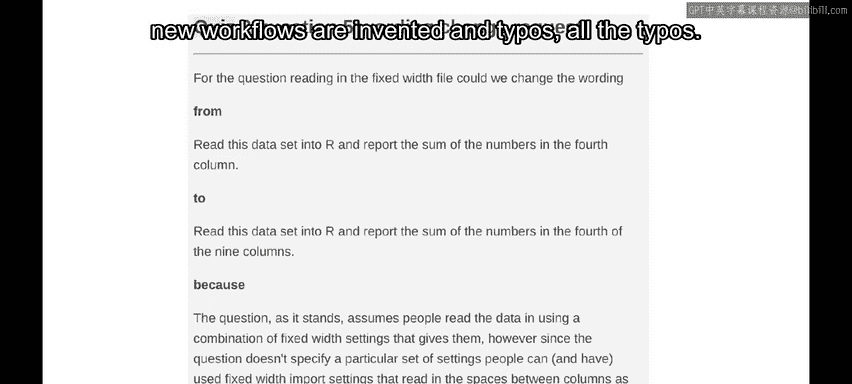 GPT中英字幕课程资源@bilibili.com
new workflows are invented and typos, all the typos.
For the question reading in the fixed width file could we change the wording
from
Read this data set into R and report the sum of the numbers in the fourth
column.
to
Read this data set into R and report the sum of the numbers in the fourth of
the nine columns.
because
The question, as it stands, assumes people read the data in using a
combination of fixed width settings that gives them, however since the
question doesn't specify a particular set of settings people can (and have)
used fixed width import settings that read in the spaces between columns as